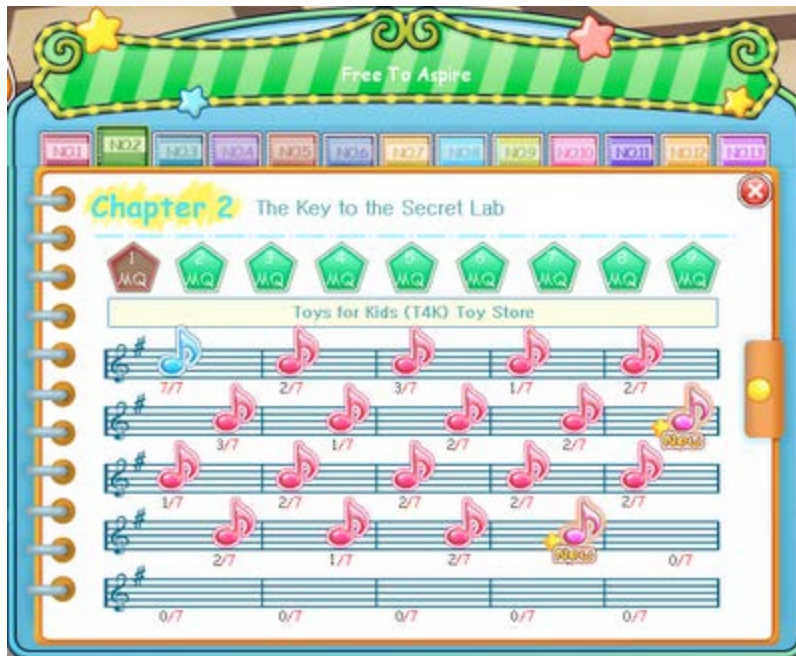 Free To Aspire
NO.1 NO.2 NO.3 NO.4 NO.5 NO.6 NO.7 NO.8 NO.9 NO.10 NO.11 NO.12 NO.13
Chapter 2 The Key to the Secret Lab
1 2 3 4 5 6 7 8 9
MQ MQ MQ MQ MQ MQ MQ MQ MQ
Toys for Kids (T4K) Toy Store
7/7 2/7 3/7 1/7 2/7
3/7 1/7 2/7 2/7 New
1/7 2/7 2/7 2/7 2/7
2/7 1/7 2/7 New 0/7
0/7 0/7 0/7 0/7 0/7